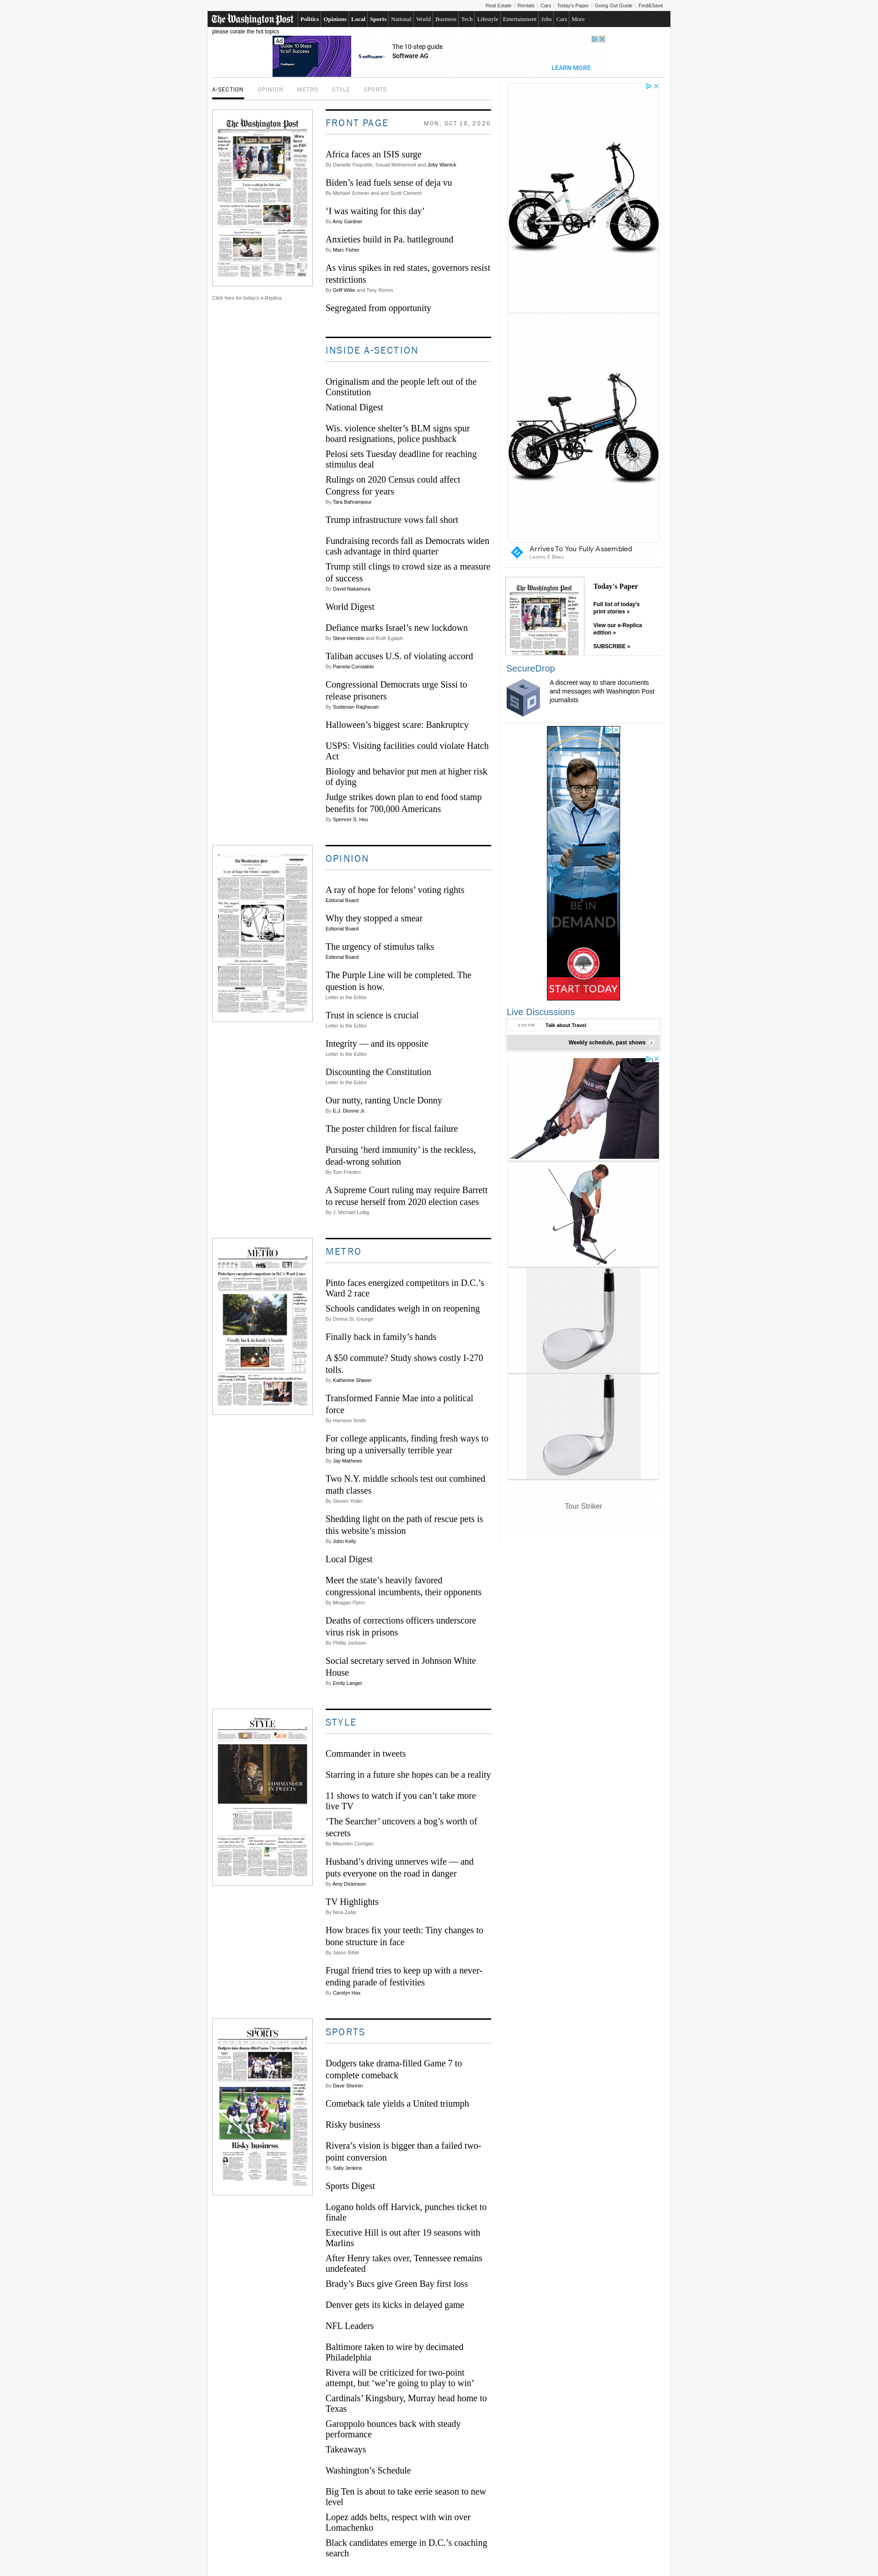 Real Estate
Rentals
Cars
Today's Paper
Going Out Guide
Find&Save
The Washington Post
Politics
Opinions
Local
Sports
National
World
Business
Tech
Lifestyle
Entertainment
Jobs
Cars
More
please curate the hot topics
Ad
Guide: 10 Steps
to IoT Success
software
The 10-step guide
Software AG
LEARN MORE
A-SECTION
OPINION
METRO
STYLE
SPORTS
The Washington Post
Click here for today's e-Replica
FRONT PAGE
MON, OCT 19, 2020
Africa faces an ISIS surge
By Danielle Paquette, Souad Mekhennet and Joby Warrick
Biden's lead fuels sense of deja vu
By Michael Scherer and and Scott Clement
‘I was waiting for this day’
By Amy Gardner
Anxieties build in Pa. battleground
By Marc Fisher
As virus spikes in red states, governors resist
restrictions
By Griff Witte and Tony Romm
Segregated from opportunity
INSIDE A-SECTION
Originalism and the people left out of the
Constitution
National Digest
Wis. violence shelter’s BLM signs spur
board resignations, police pushback
Pelosi sets Tuesday deadline for reaching
stimulus deal
Rulings on 2020 Census could affect
Congress for years
By Tara Bahrampour
Trump infrastructure vows fall short
Fundraising records fall as Democrats widen
cash advantage in third quarter
Trump still clings to crowd size as a measure
of success
By David Nakamura
World Digest
Defiance marks Israel’s new lockdown
By Steve Hendrix and Ruth Eglash
Taliban accuses U.S. of violating accord
By Pamela Constable
Congressional Democrats urge Sissi to
release prisoners
By Sudarsan Raghavan
Halloween’s biggest scare: Bankruptcy
USPS: Visiting facilities could violate Hatch
Act
Biology and behavior put men at higher risk
of dying
Judge strikes down plan to end food stamp
benefits for 700,000 Americans
By Spencer S. Hsu
OPINION
A ray of hope for felons’ voting rights
Editorial Board
Why they stopped a smear
Editorial Board
The urgency of stimulus talks
Editorial Board
The Purple Line will be completed. The
question is how.
Letter to the Editor
Trust in science is crucial
Letter to the Editor
Integrity — and its opposite
Letter to the Editor
Discounting the Constitution
Letter to the Editor
Our nutty, ranting Uncle Donny
By E.J. Dionne Jr.
The poster children for fiscal failure
Pursuing ‘herd immunity’ is the reckless,
dead-wrong solution
By Tom Frieden
A Supreme Court ruling may require Barrett
to recuse herself from 2020 election cases
By J. Michael Luttig
METRO
Pinto faces energized competitors in D.C.’s
Ward 2 race
Schools candidates weigh in on reopening
By Donna St. George
Finally back in family’s hands
A $50 commute? Study shows costly I-270
tolls.
By Katherine Shaver
Transformed Fannie Mae into a political
force
By Harrison Smith
For college applicants, finding fresh ways to
bring up a universally terrible year
By Jay Mathews
Two N.Y. middle schools test out combined
math classes
By Steven Yoder
Shedding light on the path of rescue pets is
this website’s mission
By John Kelly
Local Digest
Meet the state’s heavily favored
congressional incumbents, their opponents
By Meagan Flynn
Deaths of corrections officers underscore
virus risk in prisons
By Phillip Jackson
Social secretary served in Johnson White
House
By Emily Langer
STYLE
Commander in tweets
Starring in a future she hopes can be a reality
11 shows to watch if you can’t take more
live TV
‘The Searcher’ uncovers a bog’s worth of
secrets
By Maureen Corrigan
Husband’s driving unnerves wife — and
puts everyone on the road in danger
By Amy Dickinson
TV Highlights
By Nina Zafar
How braces fix your teeth: Tiny changes to
bone structure in face
By Jason Bittel
Frugal friend tries to keep up with a never-
ending parade of festivities
By Carolyn Hax
SPORTS
Dodgers take drama-filled Game 7 to
complete comeback
By Dave Sheinin
Comeback tale yields a United triumph
Risky business
Rivera’s vision is bigger than a failed two-
point conversion
By Sally Jenkins
Sports Digest
Logano holds off Harvick, punches ticket to
finale
Executive Hill is out after 19 seasons with
Marlins
After Henry takes over, Tennessee remains
undefeated
Brady’s Bucs give Green Bay first loss
Denver gets its kicks in delayed game
NFL Leaders
Baltimore taken to wire by decimated
Philadelphia
Rivera will be criticized for two-point
attempt, but ‘we’re going to play to win’
Cardinals’ Kingsbury, Murray head home to
Texas
Garoppolo bounces back with steady
performance
Takeaways
Washington’s Schedule
Big Ten is about to take eerie season to new
level
Lopez adds belts, respect with win over
Lomachenko
Black candidates emerge in D.C.’s coaching
search
Arrives To You Fully Assembled
Lectric E Bikes
The Washington Post
Today's Paper
Full list of today's
print stories »
View our e-Replica
edition »
SUBSCRIBE »
SecureDrop
A discreet way to share documents
and messages with Washington Post
journalists
BE IN
DEMAND
START TODAY
Live Discussions
2:00 PM
Talk about Travel
Weekly schedule, past shows
Tour Striker
METRO
Pinto faces energized competitors in D.C.'s Ward 2 race
Finally back in family's hands
STYLE
COMMANDER
IN TWEETS
SPORTS
Dodgers take drama-filled Game 7 to complete comeback
Risky business